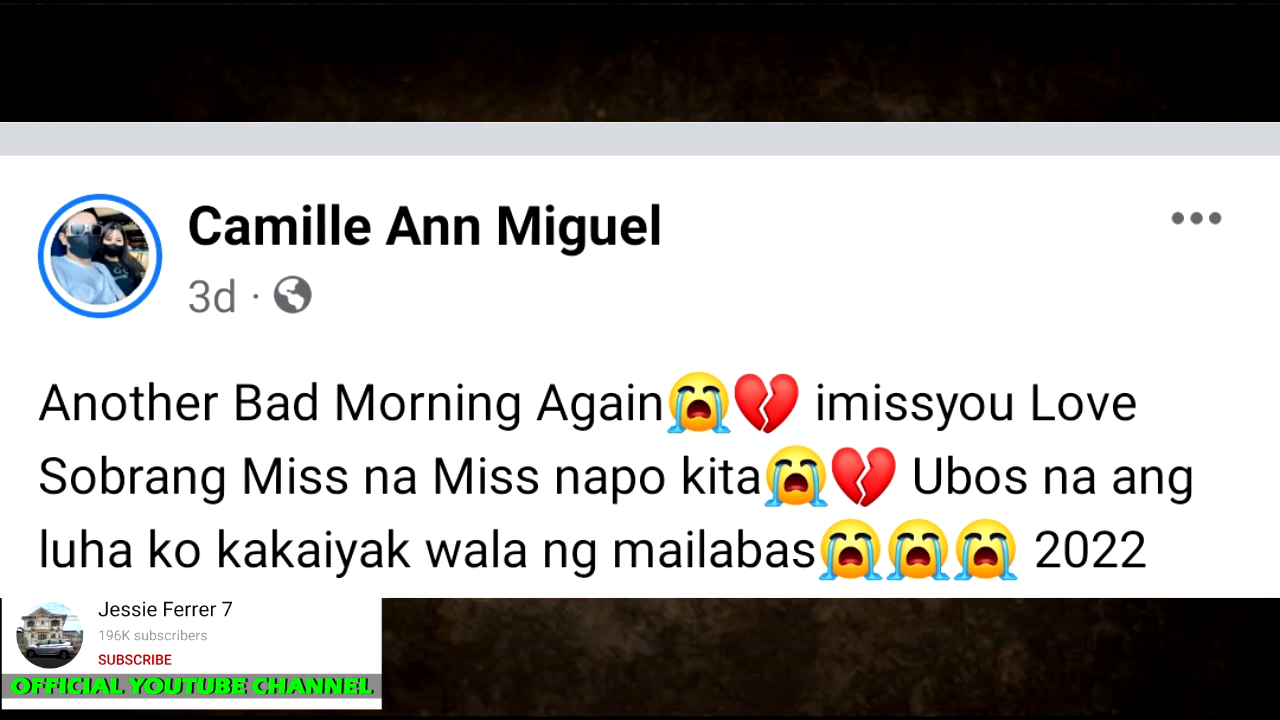 Camille Ann Miguel
3d ·
Another Bad Morning Again😭💔 imissyou Love
Sobrang Miss na Miss napo kita😭💔 Ubos na ang
luha ko kakaiyak wala ng mailabas😭😭😭 2022
Jessie Ferrer 7
196K subscribers
SUBSCRIBE
OFFICIAL YOUTUBE CHANNEL